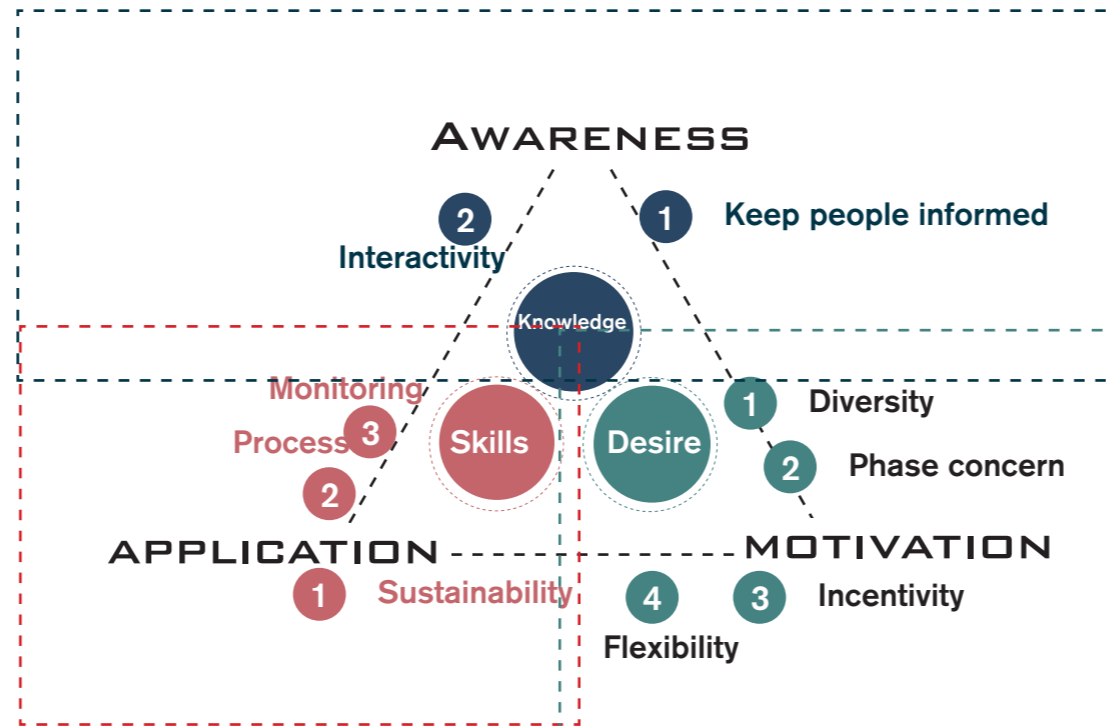 AWARENESS
2
1
Keep people informed
Interactivity
Knowledge
Monitoring
1
Diversity
3
Process
Skills
Desire
2
Phase concern
2
APPLICATION
MOTIVATION
1
Sustainability
4
3
Incentivity
Flexibility